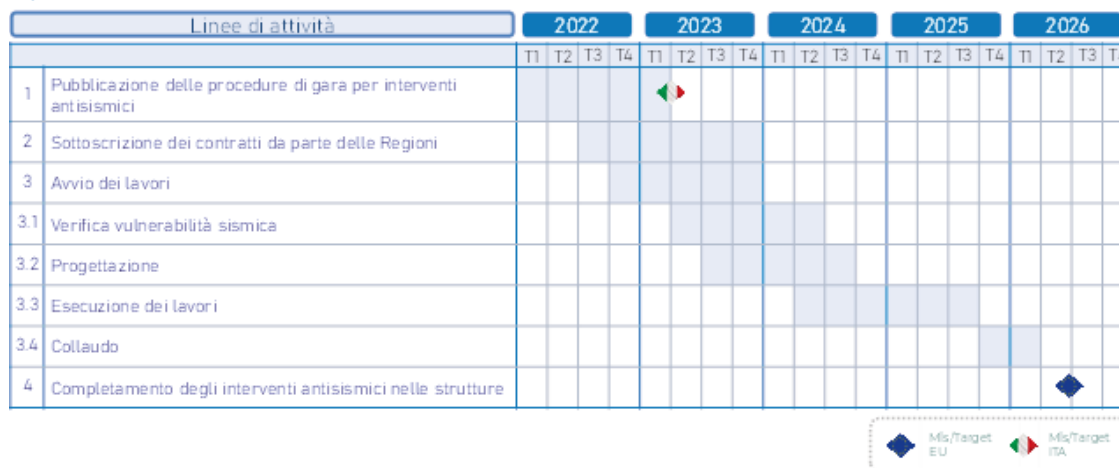 Linee di attività 2022 2023 2024 2025 2026
T1 T2 T3 T4 T1 T2 T3 T4 T1 T2 T3 T4 T1 T2 T3 T4 T1 T2 T3
1 Pubblicazione delle procedure di gara per interventi
antisismici
2 Sottoscrizione dei contratti da parte delle Regioni
3 Avvio dei lavori
3.1 Verifica vulnerabilità sismica
3.2 Progettazione
3.3 Esecuzione dei lavori
3.4 Collaudo
4 Completamento degli interventi antisismici nelle strutture
Mls/Target Mls/Target
EU ITA